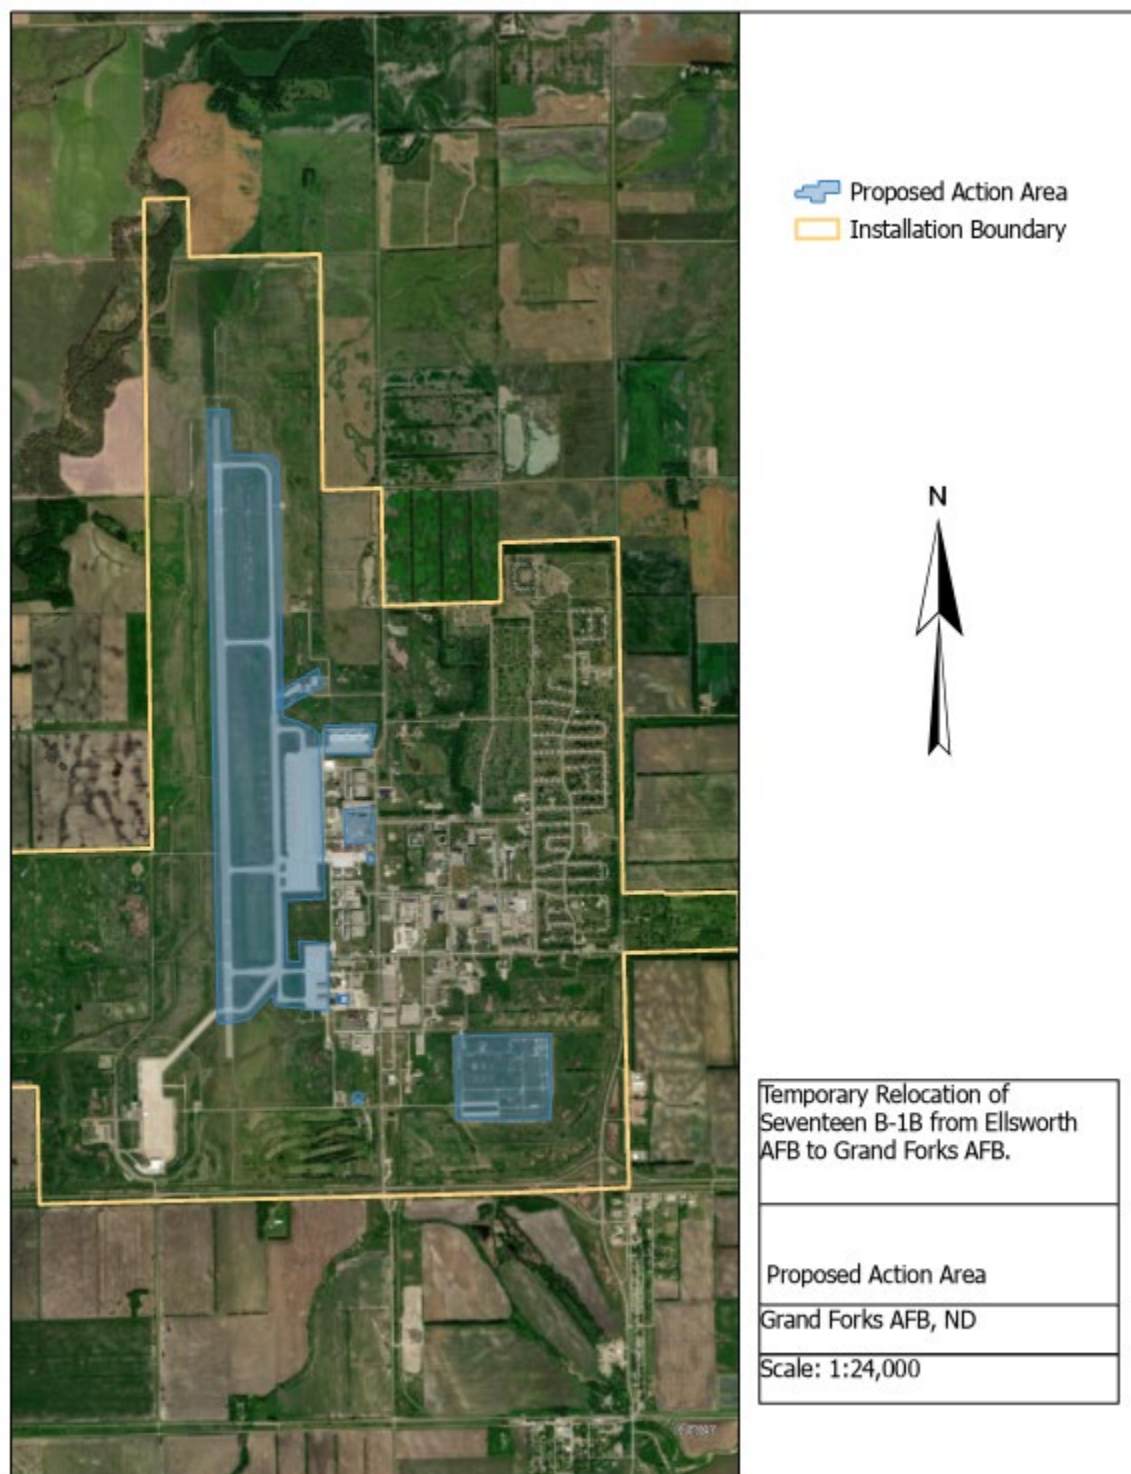 Proposed Action Area
Installation Boundary
N
Temporary Relocation of
Seventeen B-1B from Ellsworth
AFB to Grand Forks AFB.
Proposed Action Area
Grand Forks AFB, ND
Scale: 1:24,000